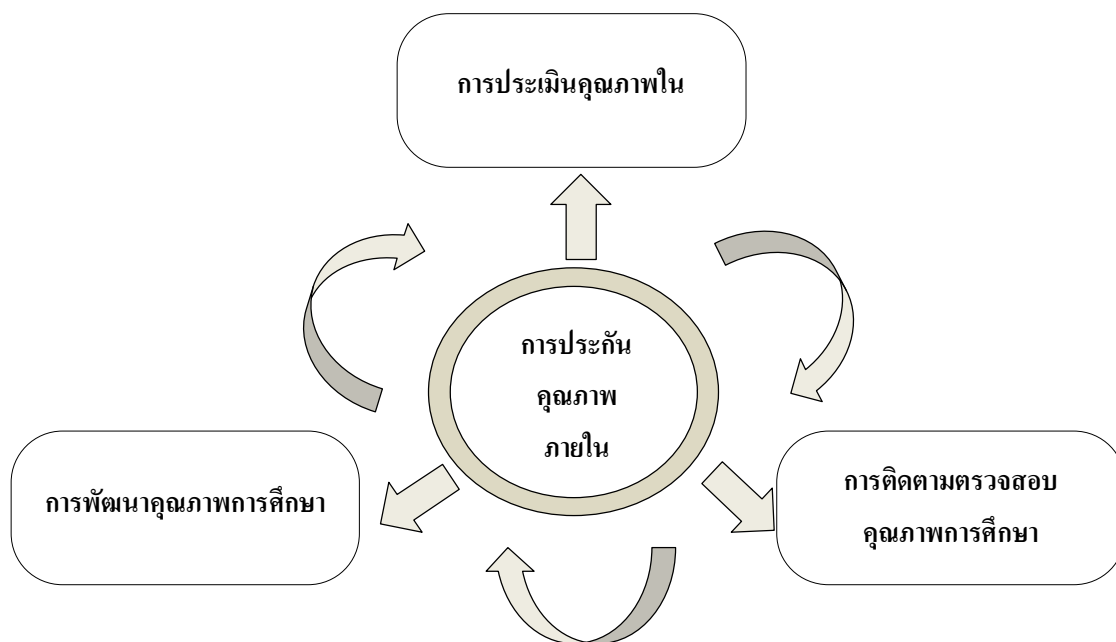 การประเมินคุณภาพใน
การประกัน
คุณภาพ
ภายใน
การพัฒนาคุณภาพการศึกษา
การติดตามตรวจสอบ
คุณภาพการศึกษา